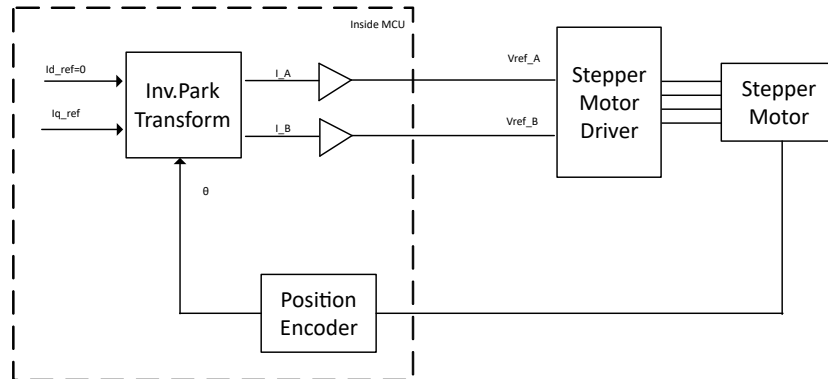 Inside MCU
Id_ref=0
Iq_ref
Inv.Park
Transform
I_A
I_B
Vref_A
Vref_B
Stepper
Motor
Driver
Stepper
Motor
θ
Position
Encoder